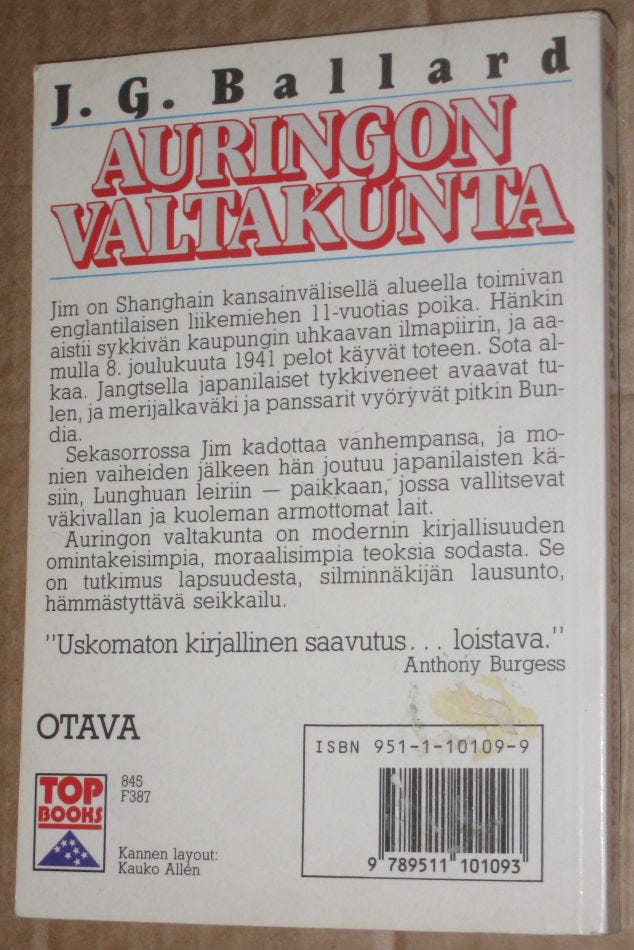 J. G. Ballard
AURINGON
VALTAKUNTA
Jim on Shanghain kansainvälisellä alueella toimivan
englantilaisen liikemiehen 11-vuotias poika. Hänkin
aistii sykkivän kaupungin uhkaavan ilmapiirin, ja aa-
mulla 8. joulukuuta 1941 pelot käyvät toteen. Sota al-
kaa. Jangtsella japanilaiset tykkiveneet avaavat tu-
len, ja merijalkaväki ja panssarit vyöryvät pitkin Bun-
dia.
Sekasorrossa Jim kadottaa vanhempansa, ja mo-
nien vaiheiden jälkeen hän joutuu japanilaisten kä-
siin, Lunghuan leiriin — paikkaan, jossa vallitsevat
väkivallan ja kuoleman armottomat lait.
Auringon valtakunta on modernin kirjallisuuden
omintakeisimpia, moraalisimpia teoksia sodasta. Se
on tutkimus lapsuudesta, silminnäkijän lausunto,
hämmästyttävä seikkailu.
"Uskomaton kirjallinen saavutus... loistava."
Anthony Burgess
OTAVA
TOP
BOOKS
845
F387
Kannen layout:
Kauko Allén
ISBN 951-1-10109-9
9 789511 101093
TOP
J.G. Ballard